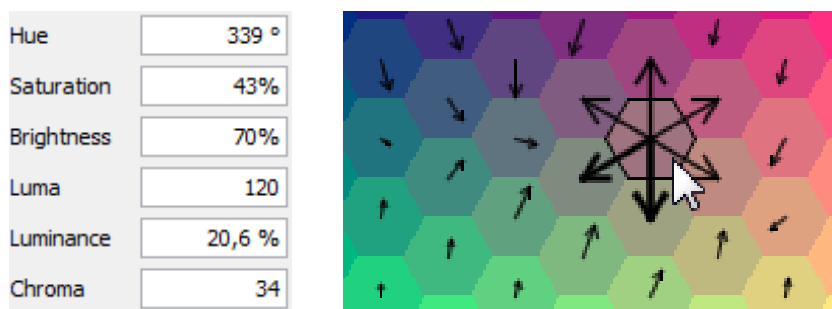 Hue 339 °
Saturation 43%
Brightness 70%
Luma 120
Luminance 20,6 %
Chroma 34